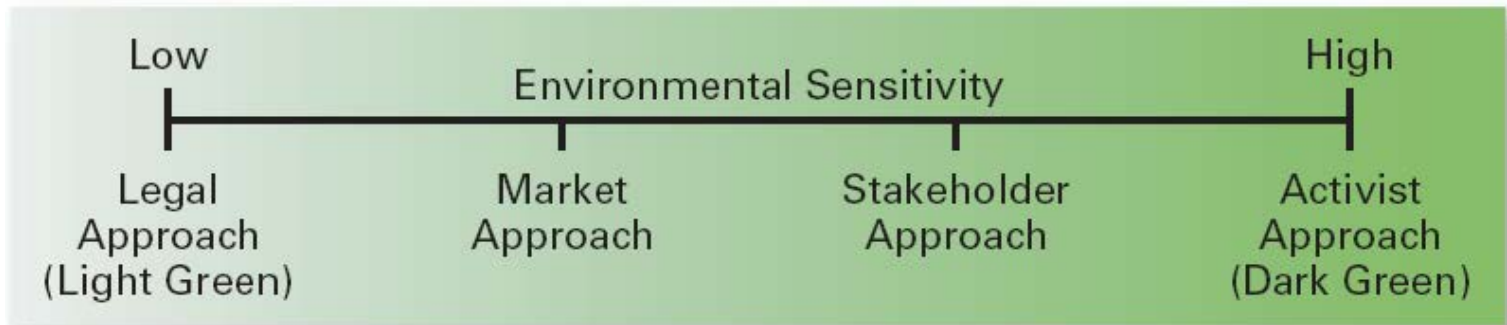 Low
High
Environmental Sensitivity
Legal
Approach
(Light Green)
Market
Approach
Stakeholder
Approach
Activist
Approach
(Dark Green)